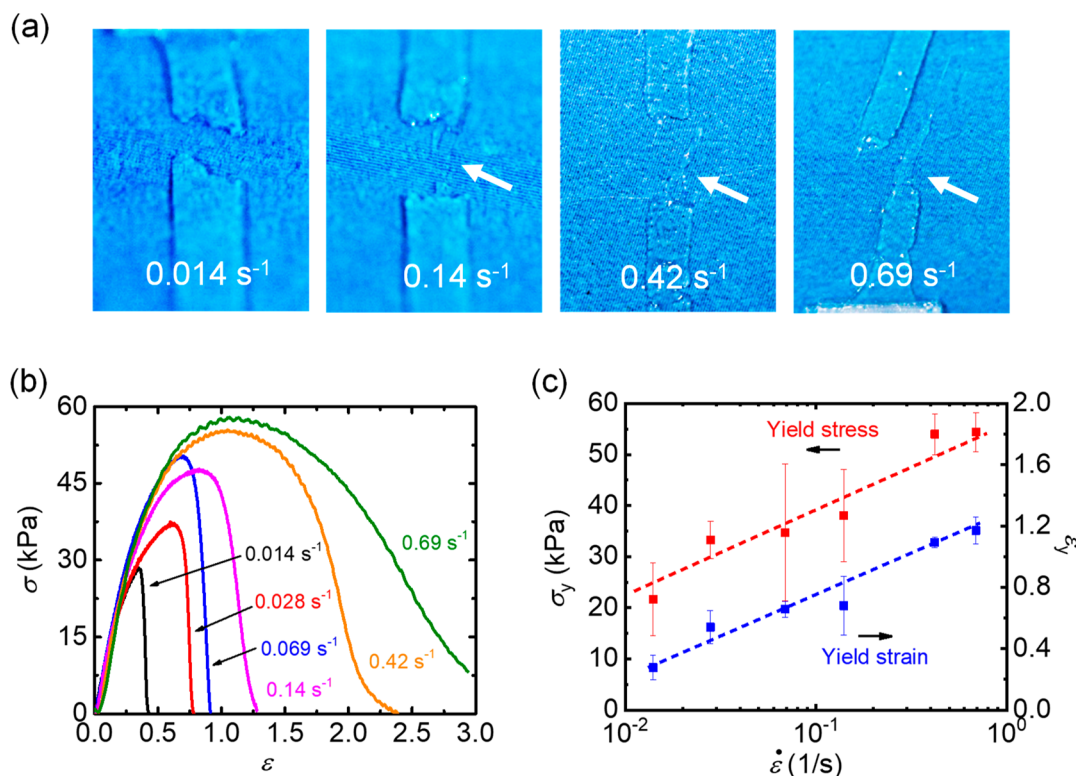 (a)
0.014 s⁻¹
0.14 s⁻¹
0.42 s⁻¹
0.69 s⁻¹
(b)
60
45
30
15
0
0.0 0.5 1.0 1.5 2.0 2.5 3.0
σ (kPa)
ε
0.69 s⁻¹
0.014 s⁻¹
0.028 s⁻¹
0.069 s⁻¹
0.42 s⁻¹
0.14 s⁻¹
(c)
60
50
40
30
20
10
0
σy (kPa)
2.0
1.6
1.2
0.8
0.4
0.0
εy
Yield stress
Yield strain
10⁻² 10⁻¹ 10⁰
ε̇ (1/s)